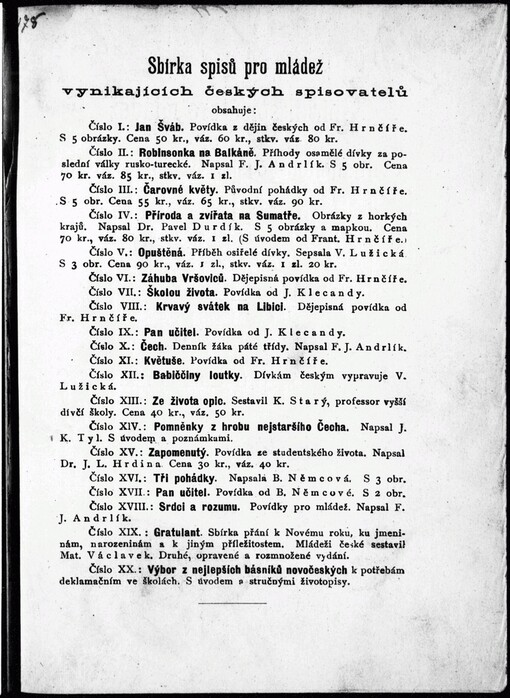 Sbírka spisů pro mládež
vynikajících českých spisovatelů
obsahuje:
Číslo I.: Jan Šváb. Povídka z dějin českých od Fr. Hrnčíře.
S 5 obrázky. Cena 50 kr., váz. 60 kr., stkv. váz. 80 kr.
Číslo II.: Robinsonka na Balkáně. Příhody osamělé dívky za po-
slední války rusko-turecké. Napsal F. J. Andrlík. S 5 obr. Cena
70 kr. váz. 85 kr., stkv. váz. 1 zl.
Číslo III.: Čarovné květy. Původní pohádky od Fr. Hrnčíře.
S 5 obr. Cena 55 kr., váz. 65 kr., stkv. váz. 90 kr.
Číslo IV.: Příroda a zvířata na Sumatře. Obrázky z horkých
krajů. Napsal Dr. Pavel Durdík. S 5 obrázky a mapkou. Cena
70 kr., váz. 80 kr., stkv. váz. 1 zl. (S úvodem od Frant. Hrnčíře.)
Číslo V.: Opuštěná. Příběh osiřelé dívky. Sepsala V. Lužická
S 3 obr. Cena 90 kr., váz. 1 zl., stkv. váz. 1 zl. 20 kr.
Číslo VI.: Záhuba Vršoviců. Dějepisná povídka od Fr. Hrnčíře.
Číslo VII.: Školou života. Povídka od J. Klecandy.
Číslo VIII.: Krvavý svátek na Libici. Dějepisná povídka od
Fr. Hrnčíře.
Číslo IX.: Pan učitel. Povídka od J. Klecandy.
Číslo X.: Čech. Denník žáka páté třídy. Napsal F. J. Andrlík.
Číslo XI.: Květuše. Povídka od Fr. Hrnčíře.
Číslo XII.: Babiččiny loutky. Dívkám českým vypravuje V.
Lužická.
Číslo XIII.: Ze života opic. Sestavil K. Starý, professor vyšší
dívčí školy. Cena 40 kr., váz. 50 kr.
Číslo XIV.: Pomněnky z hrobu nejstaršího Čecha. Napsal J.
K. Tyl. S úvodem a poznámkami.
Číslo XV.: Zapomenutý. Povídka ze studentského života. Napsal
Dr. J. L. Hrdina Cena 30 kr., váz. 40 kr.
Číslo XVI.: Tři pohádky. Napsala B. Němcová. S 3 obr.
Číslo XVII.: Pan učitel. Povídka od B. Němcové. S 2 obr.
Číslo XVIII.: Srdci a rozumu. Povídky pro mládež. Napsal F.
J. Andrlík.
Číslo XIX.: Gratulant. Sbírka přání k Novému roku, ku jmeni-
nám, narozeninám a k jiným příležitostem. Mládeži české sestavil
Mat. Václavek. Druhé, opravené a rozmnožené vydání.
Číslo XX.: Výbor z nejlepších básníků novočeských k potřebám
deklamačním ve školách. S úvodem a stručnými životopisy.